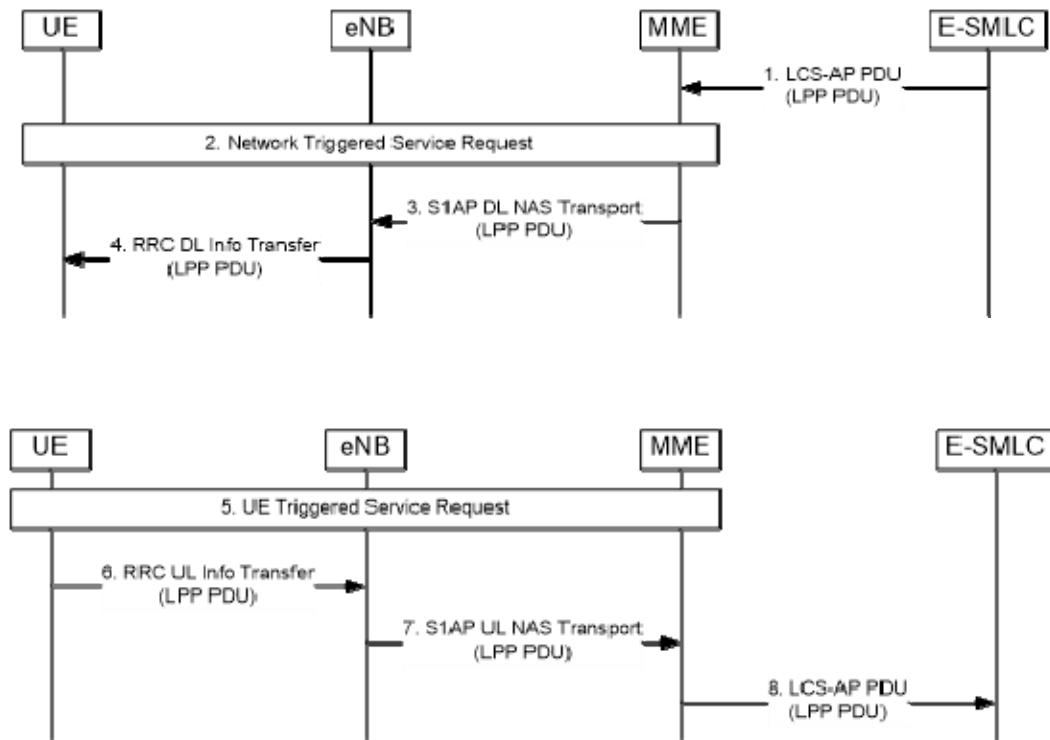 UE eNB MME E-SMLC
1. LCS-AP PDU
(LPP PDU)
2. Network Triggered Service Request
3. S1AP DL NAS Transport
(LPP PDU)
4. RRC DL Info Transfer
(LPP PDU)
UE eNB MME E-SMLC
5. UE Triggered Service Request
6. RRC UL Info Transfer
(LPP PDU)
7. S1AP UL NAS Transport
(LPP PDU)
8. LCS-AP PDU
(LPP PDU)